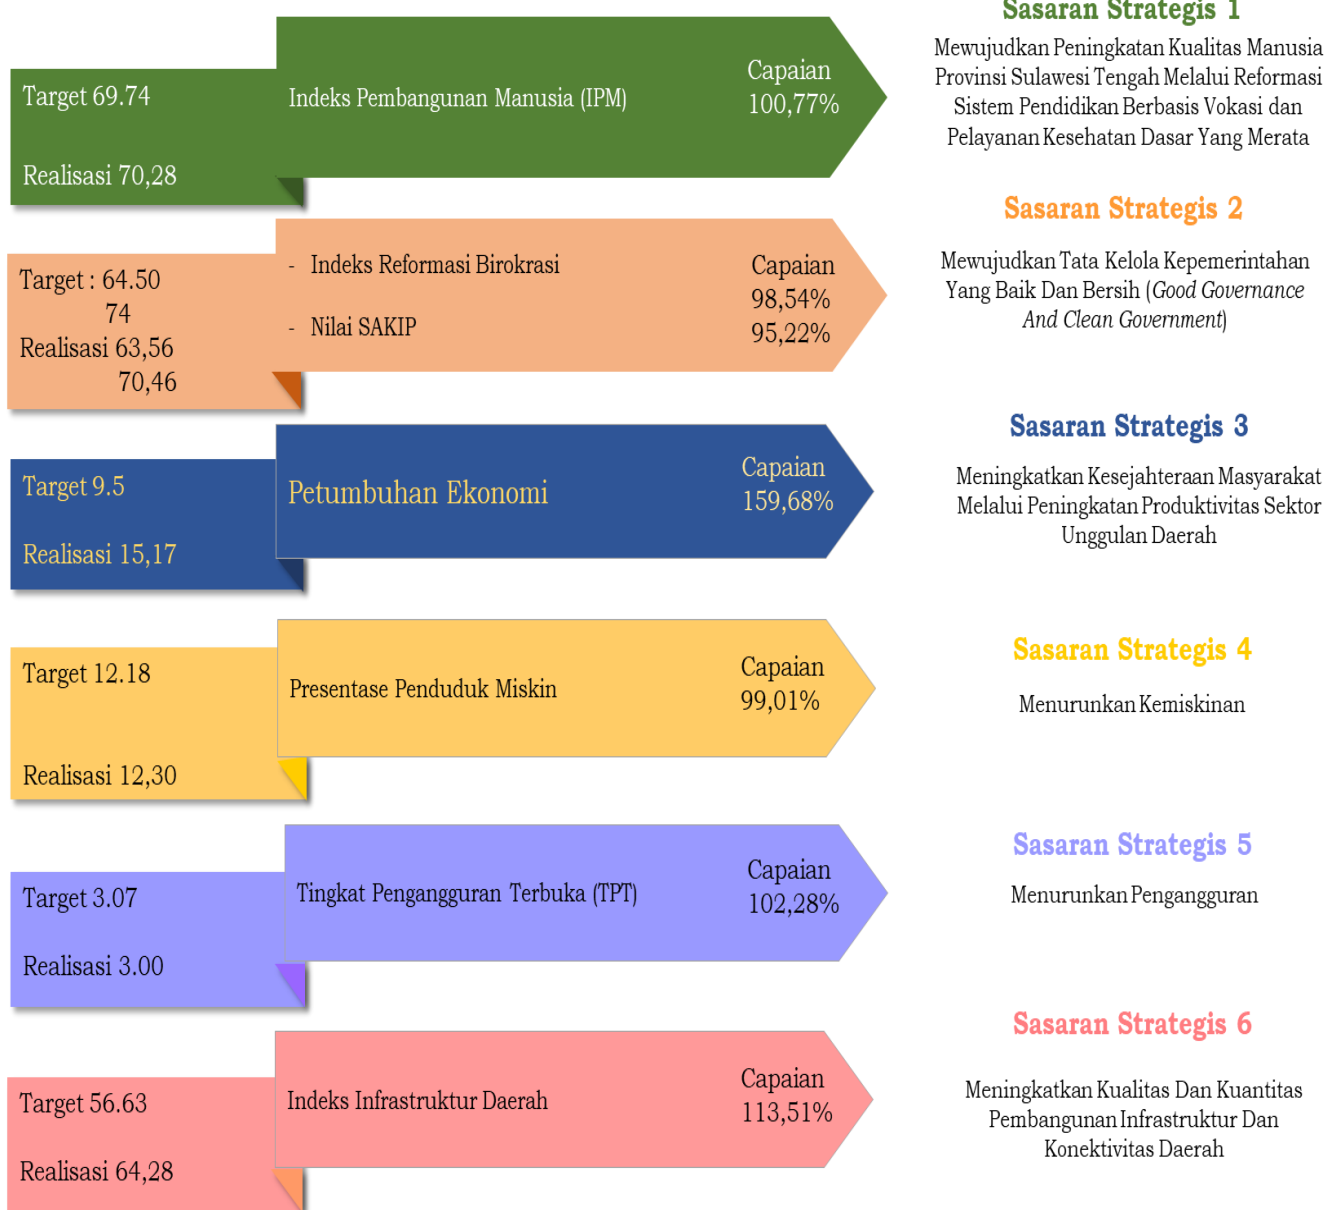 Sasaran Strategis 1
Mewujudkan Peningkatan Kualitas Manusia
Provinsi Sulawesi Tengah Melalui Reformasi
Sistem Pendidikan Berbasis Vokasi dan
Pelayanan Kesehatan Dasar Yang Merata
Target 69.74
Realisasi 70,28
Indeks Pembangunan Manusia (IPM)
Capaian
100,77%
Sasaran Strategis 2
Mewujudkan Tata Kelola Kepemerintahan
Yang Baik Dan Bersih (Good Governance
And Clean Government)
Target : 64.50
74
Realisasi 63,56
70,46
- Indeks Reformasi Birokrasi
- Nilai SAKIP
Capaian
98,54%
95,22%
Sasaran Strategis 3
Meningkatkan Kesejahteraan Masyarakat
Melalui Peningkatan Produktivitas Sektor
Unggulan Daerah
Target 9.5
Realisasi 15,17
Petumbuhan Ekonomi
Capaian
159,68%
Sasaran Strategis 4
Menurunkan Kemiskinan
Target 12.18
Realisasi 12,30
Presentase Penduduk Miskin
Capaian
99,01%
Sasaran Strategis 5
Menurunkan Pengangguran
Target 3.07
Realisasi 3.00
Tingkat Pengangguran Terbuka (TPT)
Capaian
102,28%
Sasaran Strategis 6
Meningkatkan Kualitas Dan Kuantitas
Pembangunan Infrastruktur Dan
Konektivitas Daerah
Target 56.63
Realisasi 64,28
Indeks Infrastruktur Daerah
Capaian
113,51%